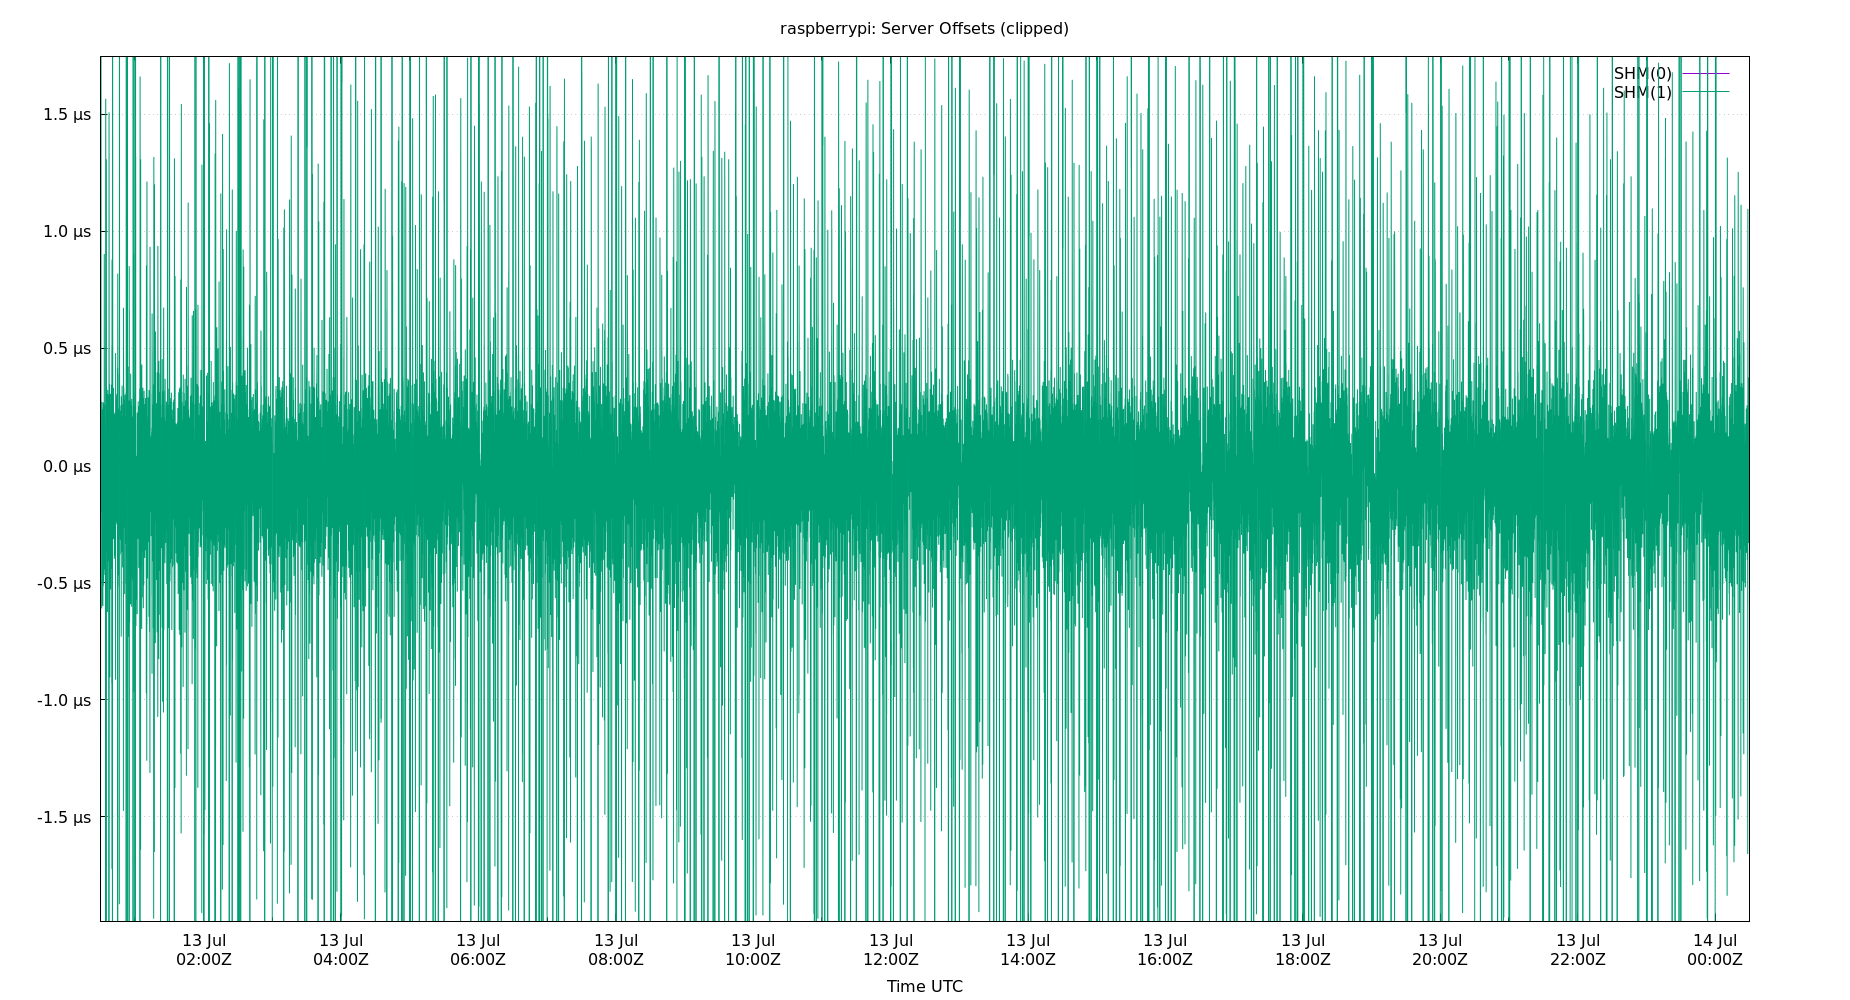 raspberrypi: Server Offsets (clipped)
SHM(0)
SHM(1)
1.5 µs
1.0 µs
0.5 µs
0.0 µs
-0.5 µs
-1.0 µs
-1.5 µs
13 Jul 13 Jul 13 Jul 13 Jul 13 Jul 13 Jul 13 Jul 13 Jul 13 Jul 13 Jul 13 Jul 14 Jul
02:00Z 04:00Z 06:00Z 08:00Z 10:00Z 12:00Z 14:00Z 16:00Z 18:00Z 20:00Z 22:00Z 00:00Z
Time UTC